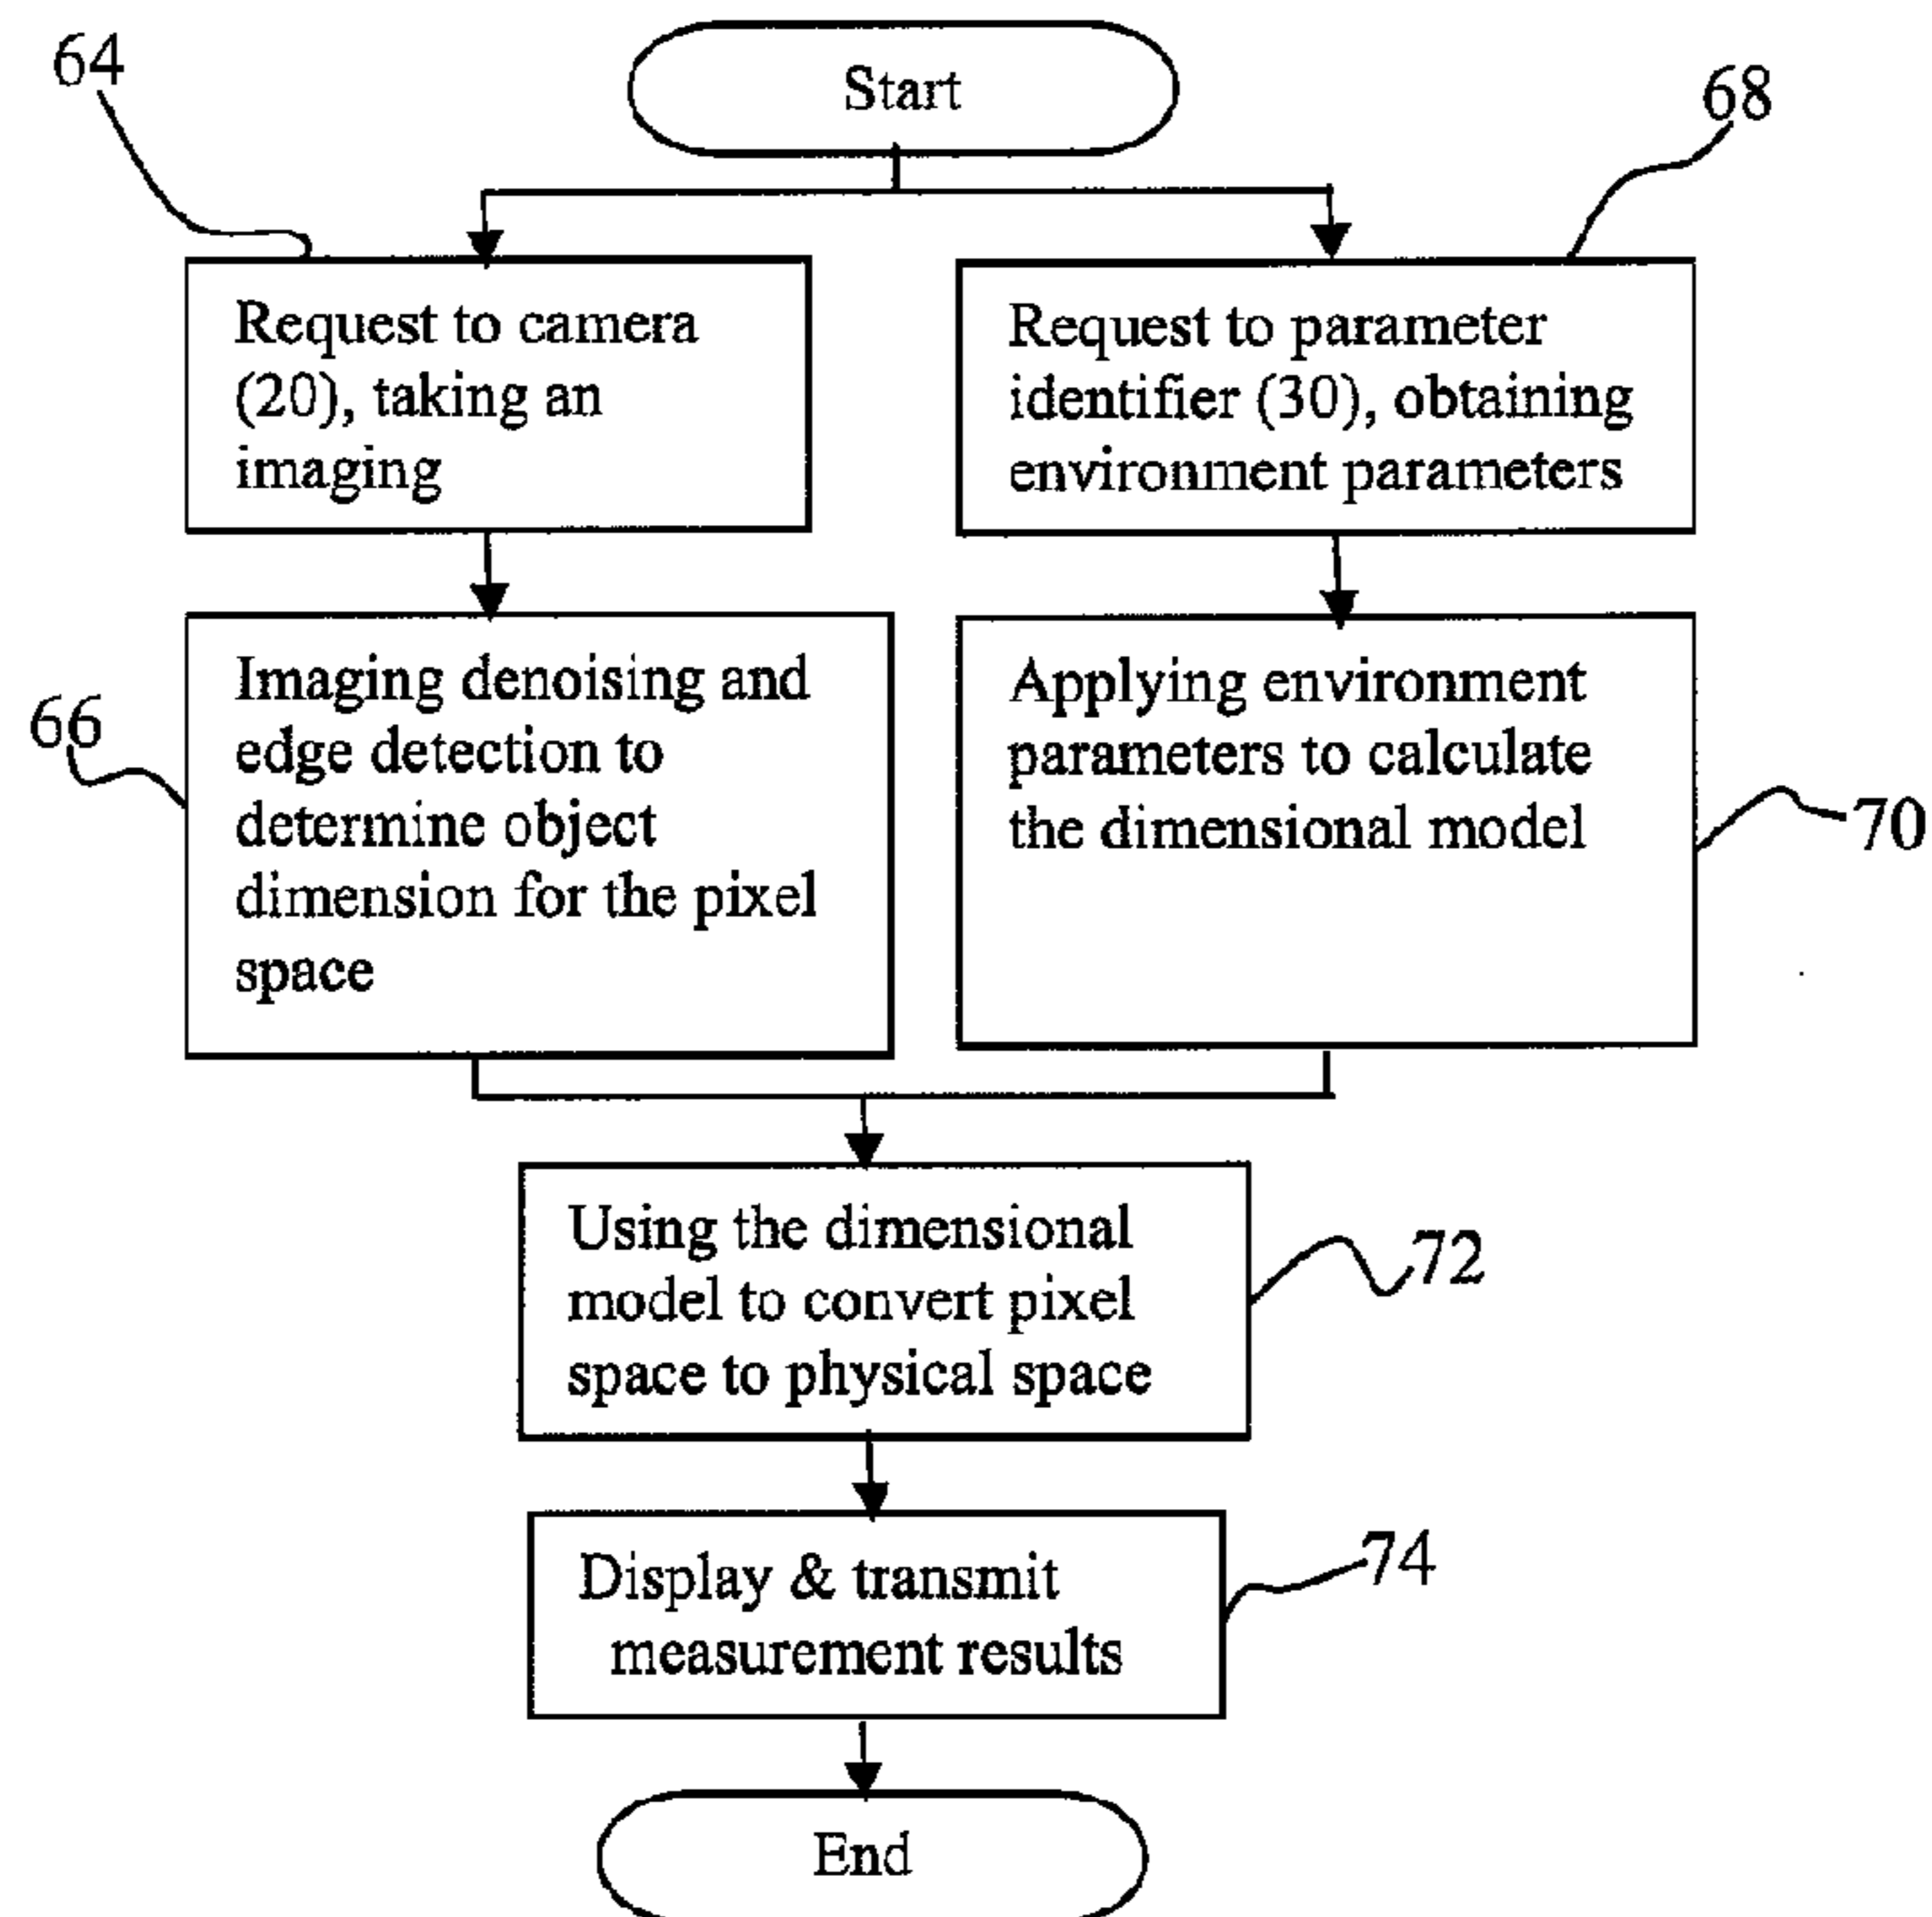 64
Start
68
Request to camera
(20), taking an
imaging
Request to parameter
identifier (30), obtaining
environment parameters
66
Imaging denoising and
edge detection to
determine object
dimension for the pixel
space
Applying environment
parameters to calculate
the dimensional model
70
Using the dimensional
model to convert pixel
space to physical space
72
Display & transmit
measurement results
74
End